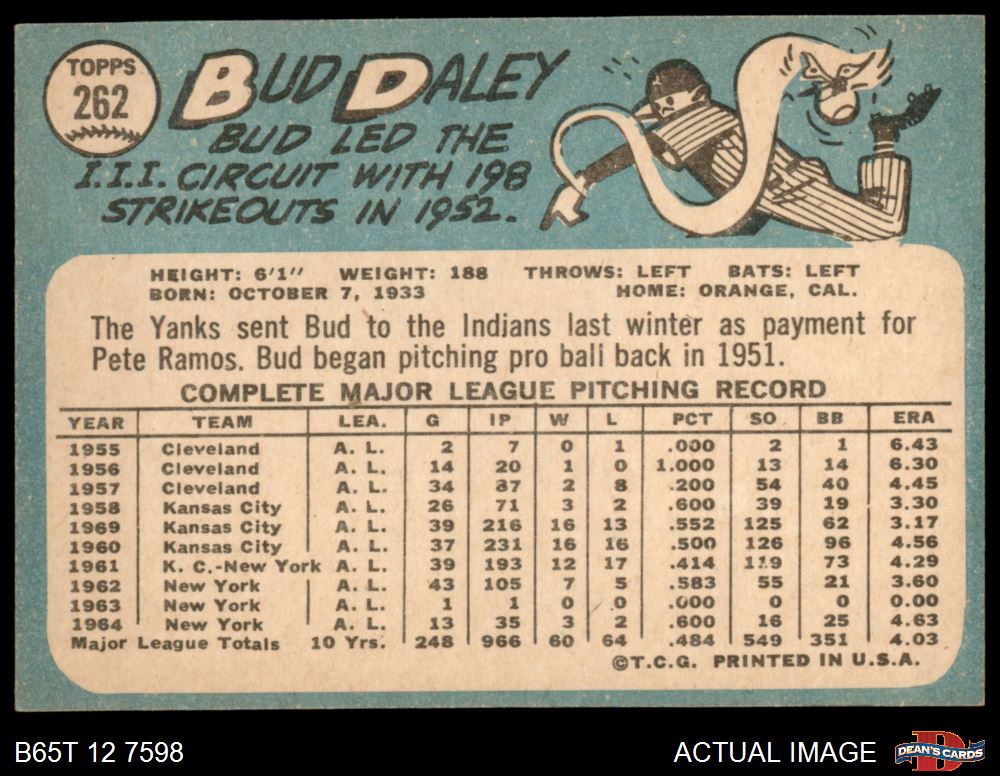 TOPPS
262
BUD DALEY
BUD LED THE
I.I.I. CIRCUIT WITH 198
STRIKEOUTS IN 1952.
HEIGHT: 6'1" WEIGHT: 188 THROWS: LEFT BATS: LEFT
BORN: OCTOBER 7, 1933 HOME: ORANGE, CAL.
The Yanks sent Bud to the Indians last winter as payment for
Pete Ramos. Bud began pitching pro ball back in 1951.
COMPLETE MAJOR LEAGUE PITCHING RECORD
YEAR TEAM LEA. G IP W L PCT SO BB ERA
1955 Cleveland A. L. 2 7 0 1 .000 2 1 6.43
1956 Cleveland A. L. 14 20 1 0 1.000 13 14 6.30
1957 Cleveland A. L. 34 87 2 8 .200 54 40 4.45
1958 Kansas City A. L. 26 71 3 2 .600 39 19 3.30
1969 Kansas City A. L. 39 216 16 13 .552 125 62 3.17
1960 Kansas City A. L. 37 231 16 16 .500 126 96 4.56
1961 K. C.-New York A. L. 39 193 12 17 .414 119 73 4.29
1962 New York A. L. 43 105 7 5 .583 55 21 3.60
1963 New York A. L. 1 1 0 0 .000 0 0 0.00
1964 New York A. L. 13 35 3 2 .600 16 25 4.63
Major League Totals 10 Yrs. 248 966 60 64 .484 549 351 4.03
©T.C.G. PRINTED IN U.S.A.
B65T 12 7598 ACTUAL IMAGE DEAN'S CARDS